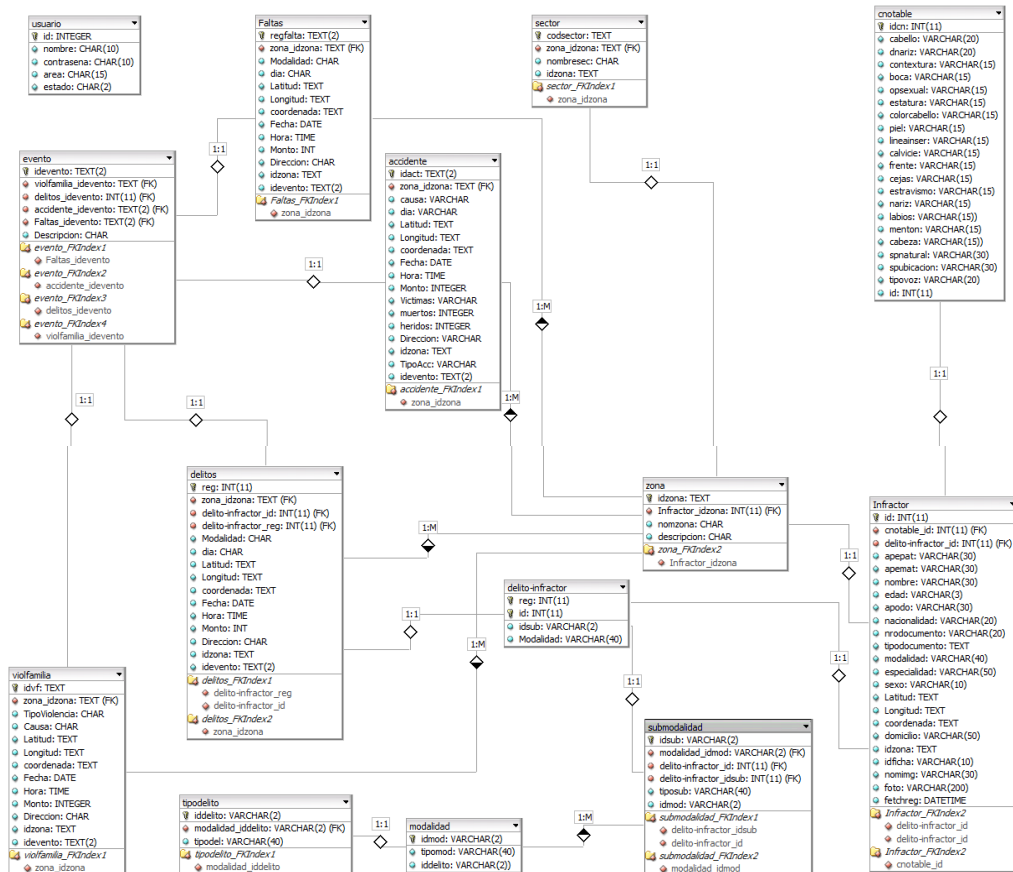 usuario
id: INTEGER
nombre: CHAR(10)
contrasena: CHAR(10)
area: CHAR(15)
estado: CHAR(2)
Faltas
regfalta: TEXT(2)
zona_idzona: TEXT (FK)
Modalidad: CHAR
dia: CHAR
Latitud: TEXT
Longitud: TEXT
coordenada: TEXT
Fecha: DATE
Hora: TIME
Monto: INT
Direccion: CHAR
idzona: TEXT
idevento: TEXT(2)
Faltas_FKIndex1
zona_idzona
sector
codsector: TEXT
zona_idzona: TEXT (FK)
nombresec: CHAR
idzona: TEXT
sector_FKIndex1
zona_idzona
cnotable
idcn: INT(11)
cabello: VARCHAR(20)
dnariz: VARCHAR(20)
contextura: VARCHAR(15)
boca: VARCHAR(15)
opsexual: VARCHAR(15)
estatura: VARCHAR(15)
colorcabello: VARCHAR(15)
piel: VARCHAR(15)
lineainser: VARCHAR(15)
calvicie: VARCHAR(15)
frente: VARCHAR(15)
cejas: VARCHAR(15)
estravismo: VARCHAR(15)
nariz: VARCHAR(15)
labios: VARCHAR(15))
menton: VARCHAR(15)
cabeza: VARCHAR(15))
spnatural: VARCHAR(30)
spubicacion: VARCHAR(30)
tipovoz: VARCHAR(20)
id: INT(11)
evento
idevento: TEXT(2)
violfamilia_idevento: TEXT (FK)
delitos_idevento: INT(11) (FK)
accidente_idevento: TEXT(2) (FK)
Faltas_idevento: TEXT(2) (FK)
Descripcion: CHAR
evento_FKIndex1
Faltas_idevento
evento_FKIndex2
accidente_idevento
evento_FKIndex3
delitos_idevento
evento_FKIndex4
violfamilia_idevento
1:1
1:1
1:1
accidente
idact: TEXT(2)
zona_idzona: TEXT (FK)
causa: VARCHAR
dia: VARCHAR
Latitud: TEXT
Longitud: TEXT
coordenada: TEXT
Fecha: DATE
Hora: TIME
Monto: INTEGER
Victimas: VARCHAR
muertos: INTEGER
heridos: INTEGER
Direccion: VARCHAR
idzona: TEXT
TipoAcc: VARCHAR
idevento: TEXT(2)
accidente_FKIndex1
zona_idzona
1:M
1:M
1:1
1:1
1:1
delitos
reg: INT(11)
zona_idzona: TEXT (FK)
delito-infractor_id: INT(11) (FK)
delito-infractor_reg: INT(11) (FK)
Modalidad: CHAR
dia: CHAR
Latitud: TEXT
Longitud: TEXT
coordenada: TEXT
Fecha: DATE
Hora: TIME
Monto: INT
Direccion: CHAR
idzona: TEXT
idevento: TEXT(2)
delitos_FKIndex1
delito-infractor_reg
delito-infractor_id
delitos_FKIndex2
zona_idzona
1:M
1:1
1:M
zona
idzona: TEXT
Infractor_idzona: INT(11) (FK)
nomzona: CHAR
descripcion: CHAR
zona_FKIndex2
Infractor_idzona
delito-infractor
reg: INT(11)
id: INT(11)
idsub: VARCHAR(2)
Modalidad: VARCHAR(40)
1:1
1:1
1:1
Infractor
id: INT(11)
cnotable_id: INT(11) (FK)
delito-infractor_id: INT(11) (FK)
apepat: VARCHAR(30)
apemat: VARCHAR(30)
nombre: VARCHAR(30)
edad: VARCHAR(3)
apodo: VARCHAR(30)
nacionalidad: VARCHAR(20)
nrodocumento: VARCHAR(20)
tipodocumento: TEXT
modalidad: VARCHAR(40)
especialidad: VARCHAR(50)
sexo: VARCHAR(10)
Latitud: TEXT
Longitud: TEXT
coordenada: TEXT
domicilio: VARCHAR(50)
idzona: TEXT
idficha: VARCHAR(10)
nomimg: VARCHAR(30)
foto: VARCHAR(200)
fetchreg: DATETIME
Infractor_FKIndex2
delito-infractor_id
delito-infractor_id
Infractor_FKIndex2
cnotable_id
violfamilia
idvf: TEXT
zona_idzona: TEXT (FK)
TipoViolencia: CHAR
Causa: CHAR
Latitud: TEXT
Longitud: TEXT
coordenada: TEXT
Fecha: DATE
Hora: TIME
Monto: INTEGER
Direccion: CHAR
idzona: TEXT
idevento: TEXT(2)
violfamilia_FKIndex1
zona_idzona
tipodelito
iddelito: VARCHAR(2)
modalidad_iddelito: VARCHAR(2) (FK)
tipodel: VARCHAR(40)
tipodelito_FKIndex1
modalidad_iddelito
1:1
modalidad
idmod: VARCHAR(2)
tipomod: VARCHAR(40)
iddelito: VARCHAR(2))
1:M
submodalidad
idsub: VARCHAR(2)
modalidad_idmod: VARCHAR(2) (FK)
delito-infractor_id: INT(11) (FK)
delito-infractor_idsub: INT(11) (FK)
tiposub: VARCHAR(40)
idmod: VARCHAR(2)
submodalidad_FKIndex1
delito-infractor_idsub
delito-infractor_id
submodalidad_FKIndex2
modalidad_idmod